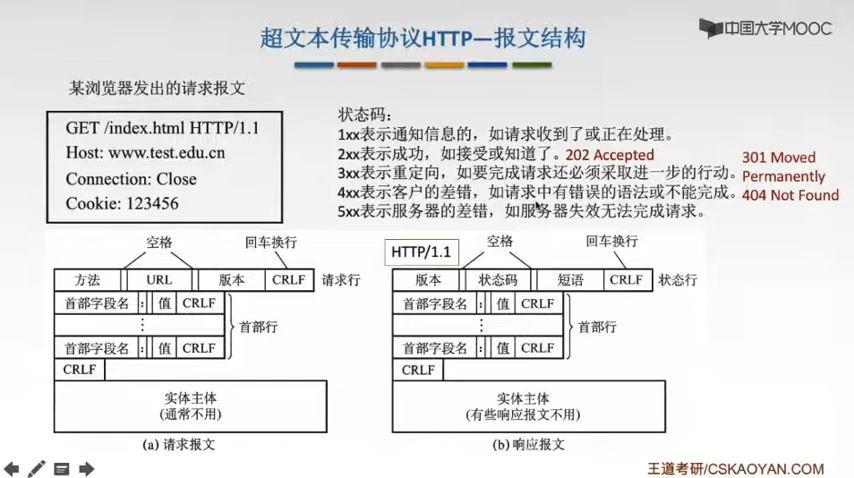 中国大学MOOC
超文本传输协议HTTP—报文结构
某浏览器发出的请求报文
GET /index.html HTTP/1.1
Host: www.test.edu.cn
Connection: Close
Cookie: 123456
状态码：
1xx表示通知信息的，如请求收到了或正在处理。
2xx表示成功，如接受或知道了。202 Accepted
3xx表示重定向，如要完成请求还必须采取进一步的行动。
301 Moved
Permanently
4xx表示客户的差错，如请求中有错误的语法或不能完成。
404 Not Found
5xx表示服务器的差错，如服务器失效无法完成请求。
空格 回车换行
方法 URL 版本 CRLF 请求行
首部字段名 : 值 CRLF
⋮ 首部行
首部字段名 : 值 CRLF
CRLF
实体主体
(通常不用)
(a) 请求报文
HTTP/1.1
空格 回车换行
版本 状态码 短语 CRLF 状态行
首部字段名 : 值 CRLF
⋮ 首部行
首部字段名 : 值 CRLF
CRLF
实体主体
(有些响应报文不用)
(b) 响应报文
王道考研/CSKAOYAN.COM